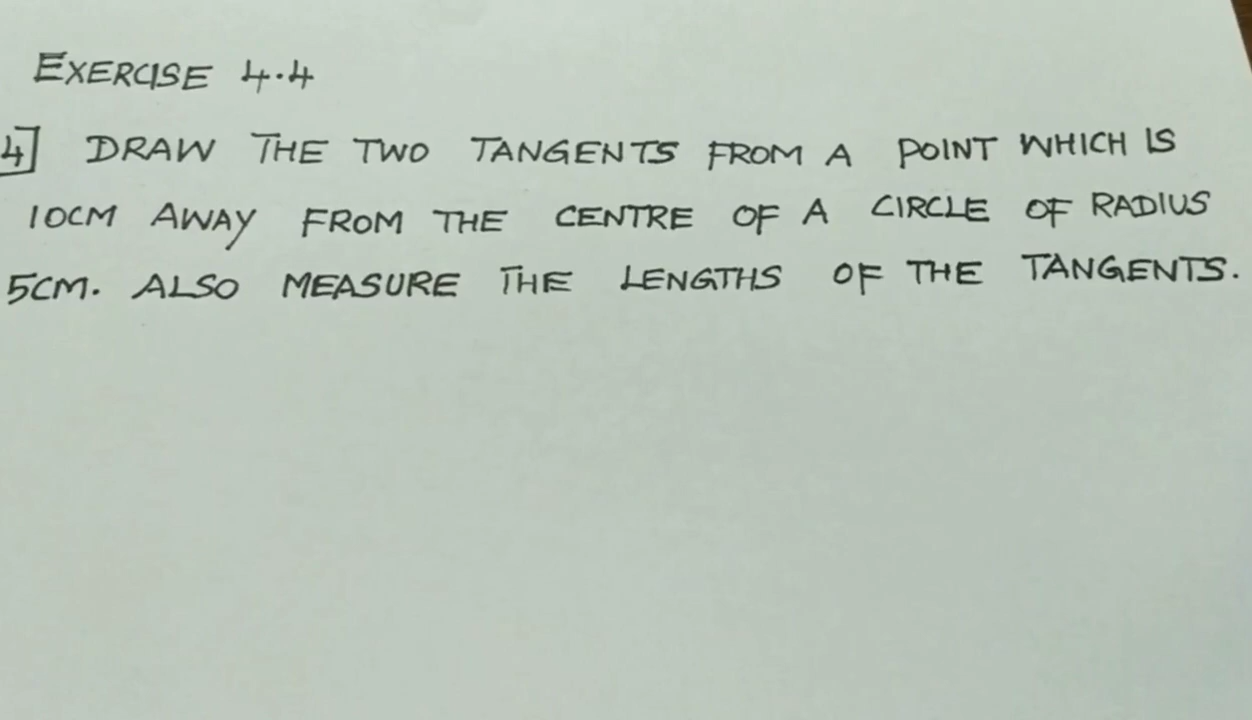 EXERCISE 4.4
4] DRAW THE TWO TANGENTS FROM A POINT WHICH IS
10CM AWAY FROM THE CENTRE OF A CIRCLE OF RADIUS
5CM. ALSO MEASURE THE LENGTHS OF THE TANGENTS.